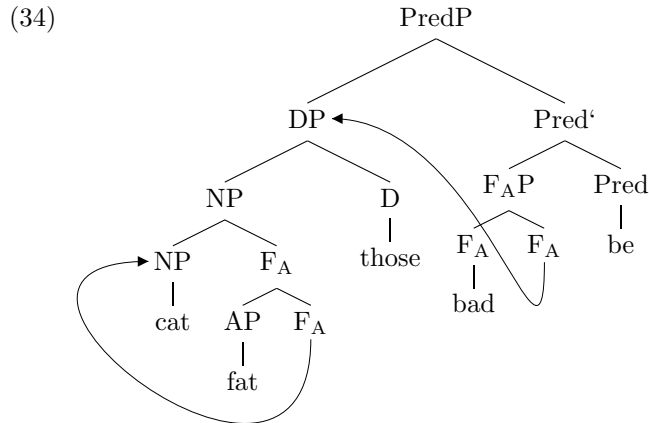 (34) PredP
DP Pred‘
NP D FAP Pred
NP FA those FA FA be
cat AP FA bad
fat